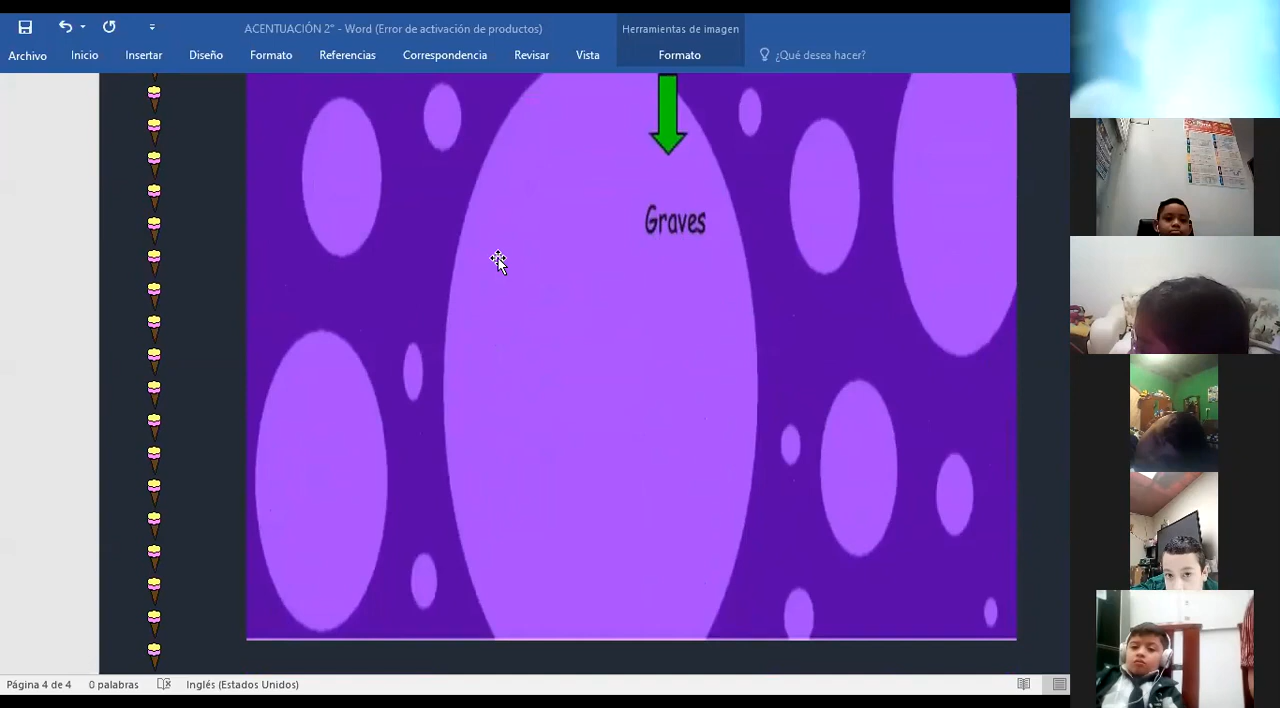 ACENTUACIÓN 2" - Word (Error de activación de productos)
Herramientas de imagen
Archivo
Inicio
Insertar
Diseño
Formato
Referencias
Correspondencia
Revisar
Vista
Formato
¿Qué desea hacer?
Graves
Página 4 de 4
0 palabras
Inglés (Estados Unidos)